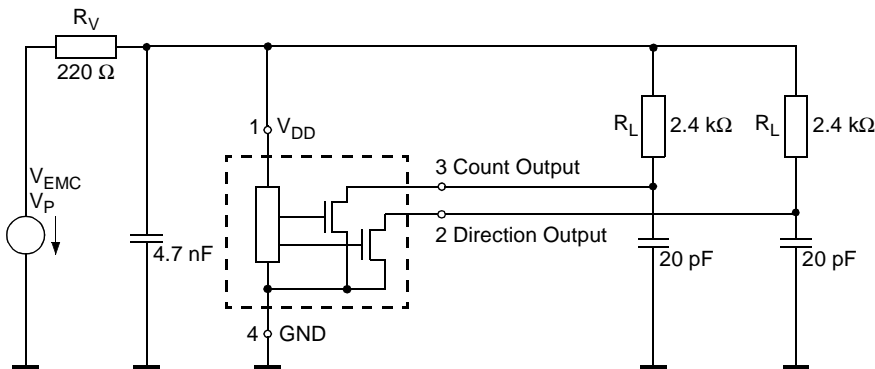 R_V
220 Ω
1 V_DD
R_L 2.4 kΩ R_L 2.4 kΩ
3 Count Output
V_EMC
V_P
2 Direction Output
4.7 nF
20 pF 20 pF
4 GND